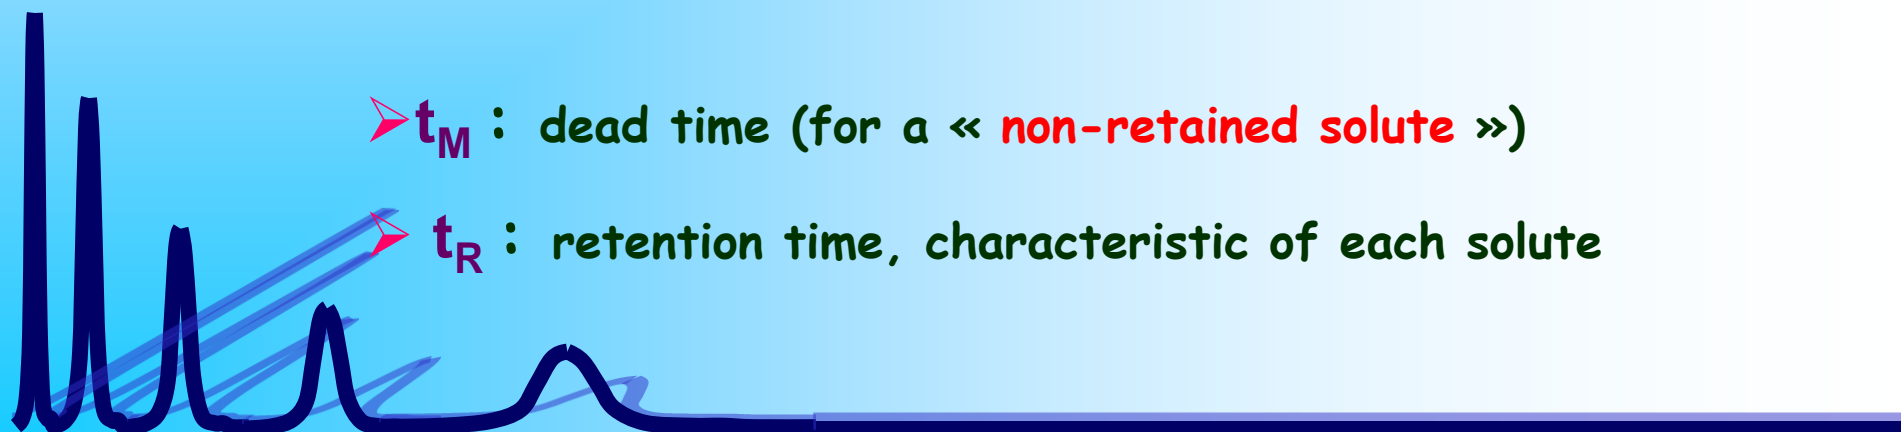 tM : dead time (for a « non-retained solute »)
tR : retention time, characteristic of each solute